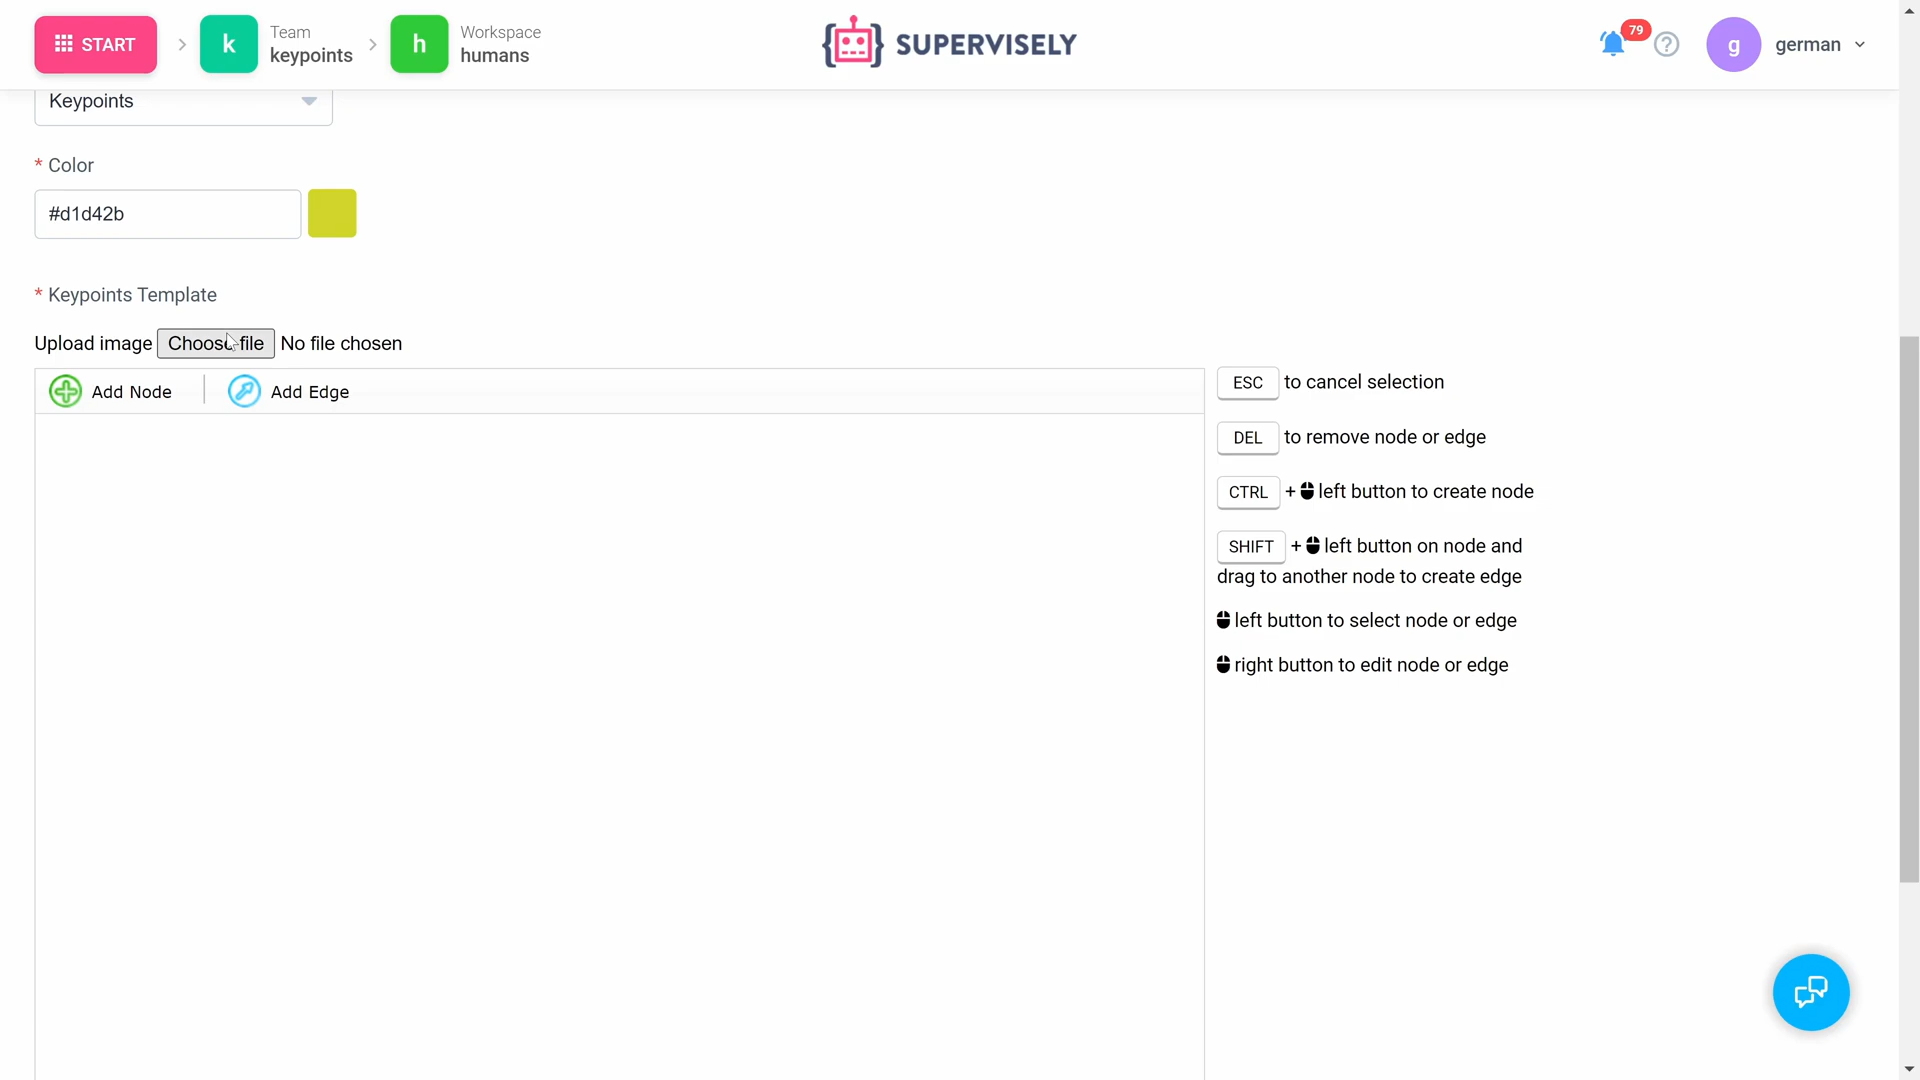 START
k
Team
keypoints
h
Workspace
humans
SUPERVISELY
79
?
g
german
Keypoints
* Color
#d1d42b
* Keypoints Template
Upload image Choose file No file chosen
Add Node
Add Edge
ESC to cancel selection
DEL to remove node or edge
CTRL + left button to create node
SHIFT + left button on node and
drag to another node to create edge
left button to select node or edge
right button to edit node or edge